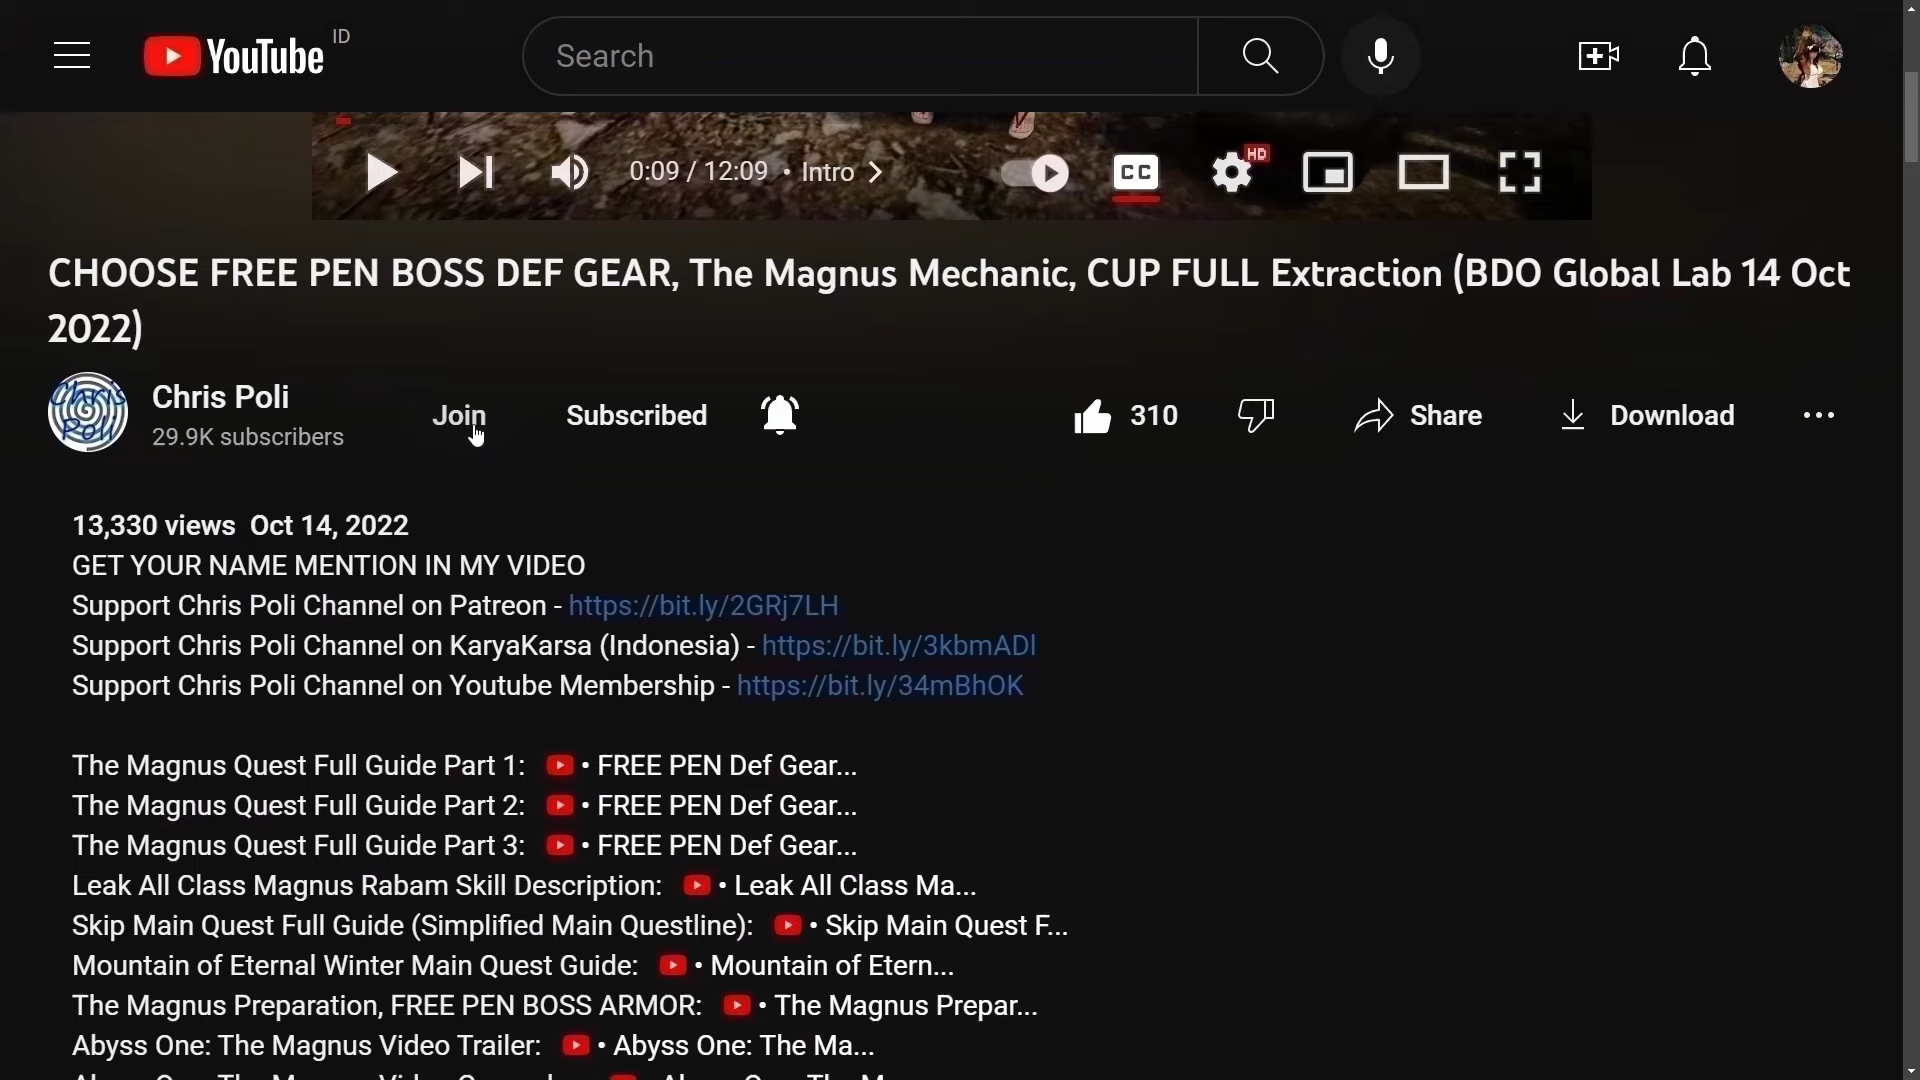 YouTube ID
Search
0:09 / 12:09 • Intro
CC
HD
CHOOSE FREE PEN BOSS DEF GEAR, The Magnus Mechanic, CUP FULL Extraction (BDO Global Lab 14 Oct
2022)
Chris Poli
Chris Poli
29.9K subscribers
Join
Subscribed
310
Share
Download
13,330 views Oct 14, 2022
GET YOUR NAME MENTION IN MY VIDEO
Support Chris Poli Channel on Patreon - https://bit.ly/2GRj7LH
Support Chris Poli Channel on KaryaKarsa (Indonesia) - https://bit.ly/3kbmADl
Support Chris Poli Channel on Youtube Membership - https://bit.ly/34mBhOK
The Magnus Quest Full Guide Part 1: • FREE PEN Def Gear...
The Magnus Quest Full Guide Part 2: • FREE PEN Def Gear...
The Magnus Quest Full Guide Part 3: • FREE PEN Def Gear...
Leak All Class Magnus Rabam Skill Description: • Leak All Class Ma...
Skip Main Quest Full Guide (Simplified Main Questline): • Skip Main Quest F...
Mountain of Eternal Winter Main Quest Guide: • Mountain of Etern...
The Magnus Preparation, FREE PEN BOSS ARMOR: • The Magnus Prepar...
Abyss One: The Magnus Video Trailer: • Abyss One: The Ma...